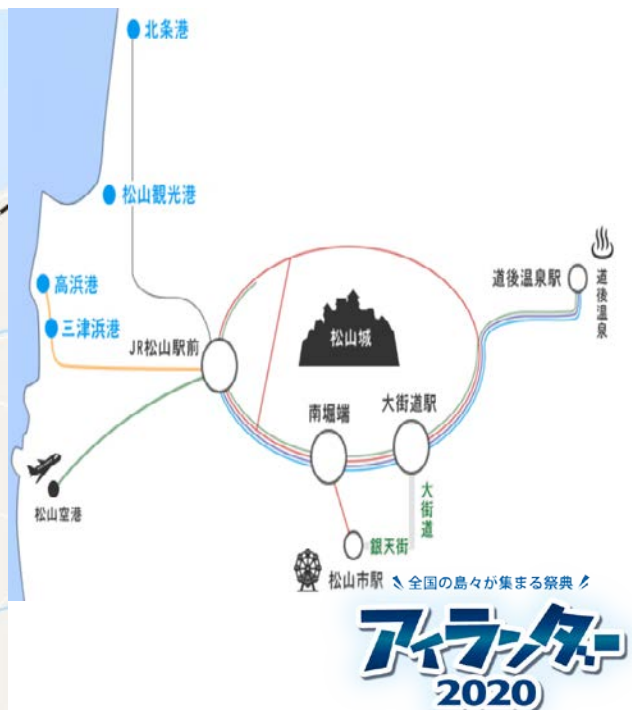 北条港
松山観光港
高浜港
三津浜港
JR松山駅前
松山空港
松山城
道後温泉駅
道後温泉
南堀端
大街道駅
大街道
銀天街
松山市駅
全国の島々が集まる祭典
アイランダー
2020